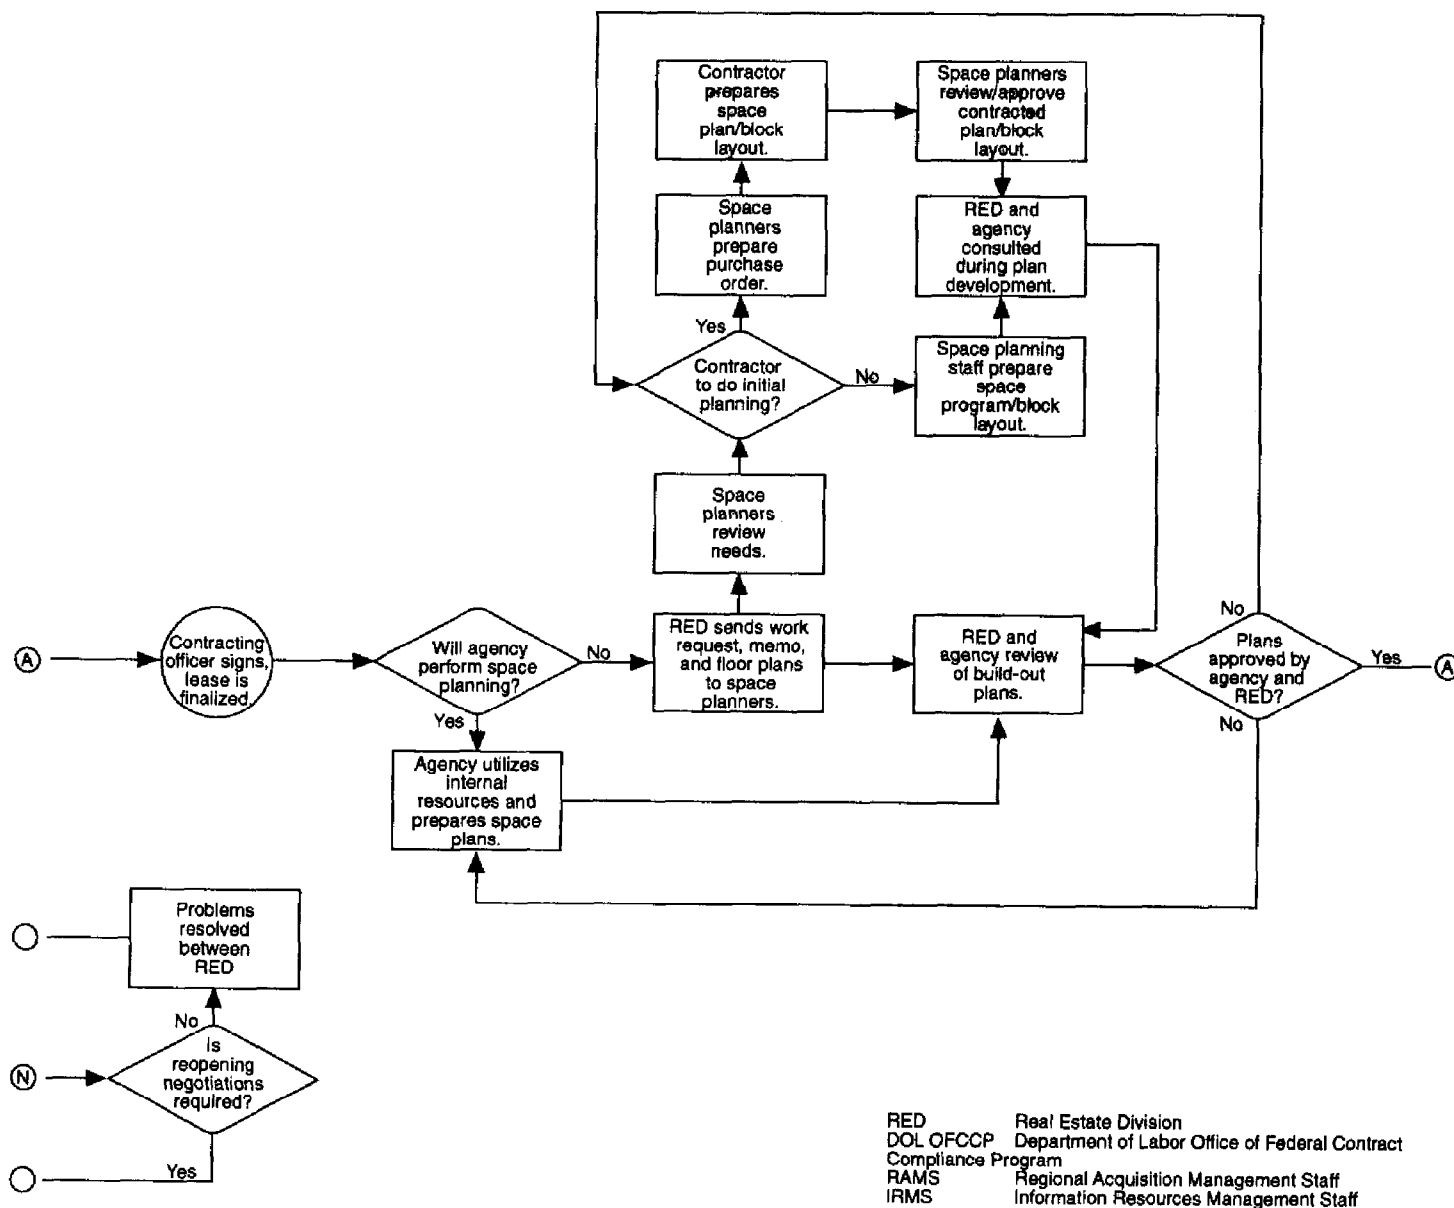 Contractor
prepares
space
plan/block
layout.
Space planners
review/approve
contracted
plan/block
layout.
Space
planners
prepare
purchase
order.
RED and
agency
consulted
during plan
development.
Yes
Contractor
to do initial
planning?
No
Space planning
staff prepare
space
program/block
layout.
Space
planners
review
needs.
A
Contracting
officer signs,
lease is
finalized.
Will agency
perform space
planning?
No
RED sends work
request, memo,
and floor plans
to space
planners.
RED and
agency review
of build-out
plans.
No
Plans
approved by
agency and
RED?
Yes
A
No
Yes
Agency utilizes
internal
resources and
prepares space
plans.
Problems
resolved
between
RED
No
N
Is
reopening
negotiations
required?
Yes
RED Real Estate Division
DOL OFCCP Department of Labor Office of Federal Contract
Compliance Program
RAMS Regional Acquisition Management Staff
IRMS Information Resources Management Staff